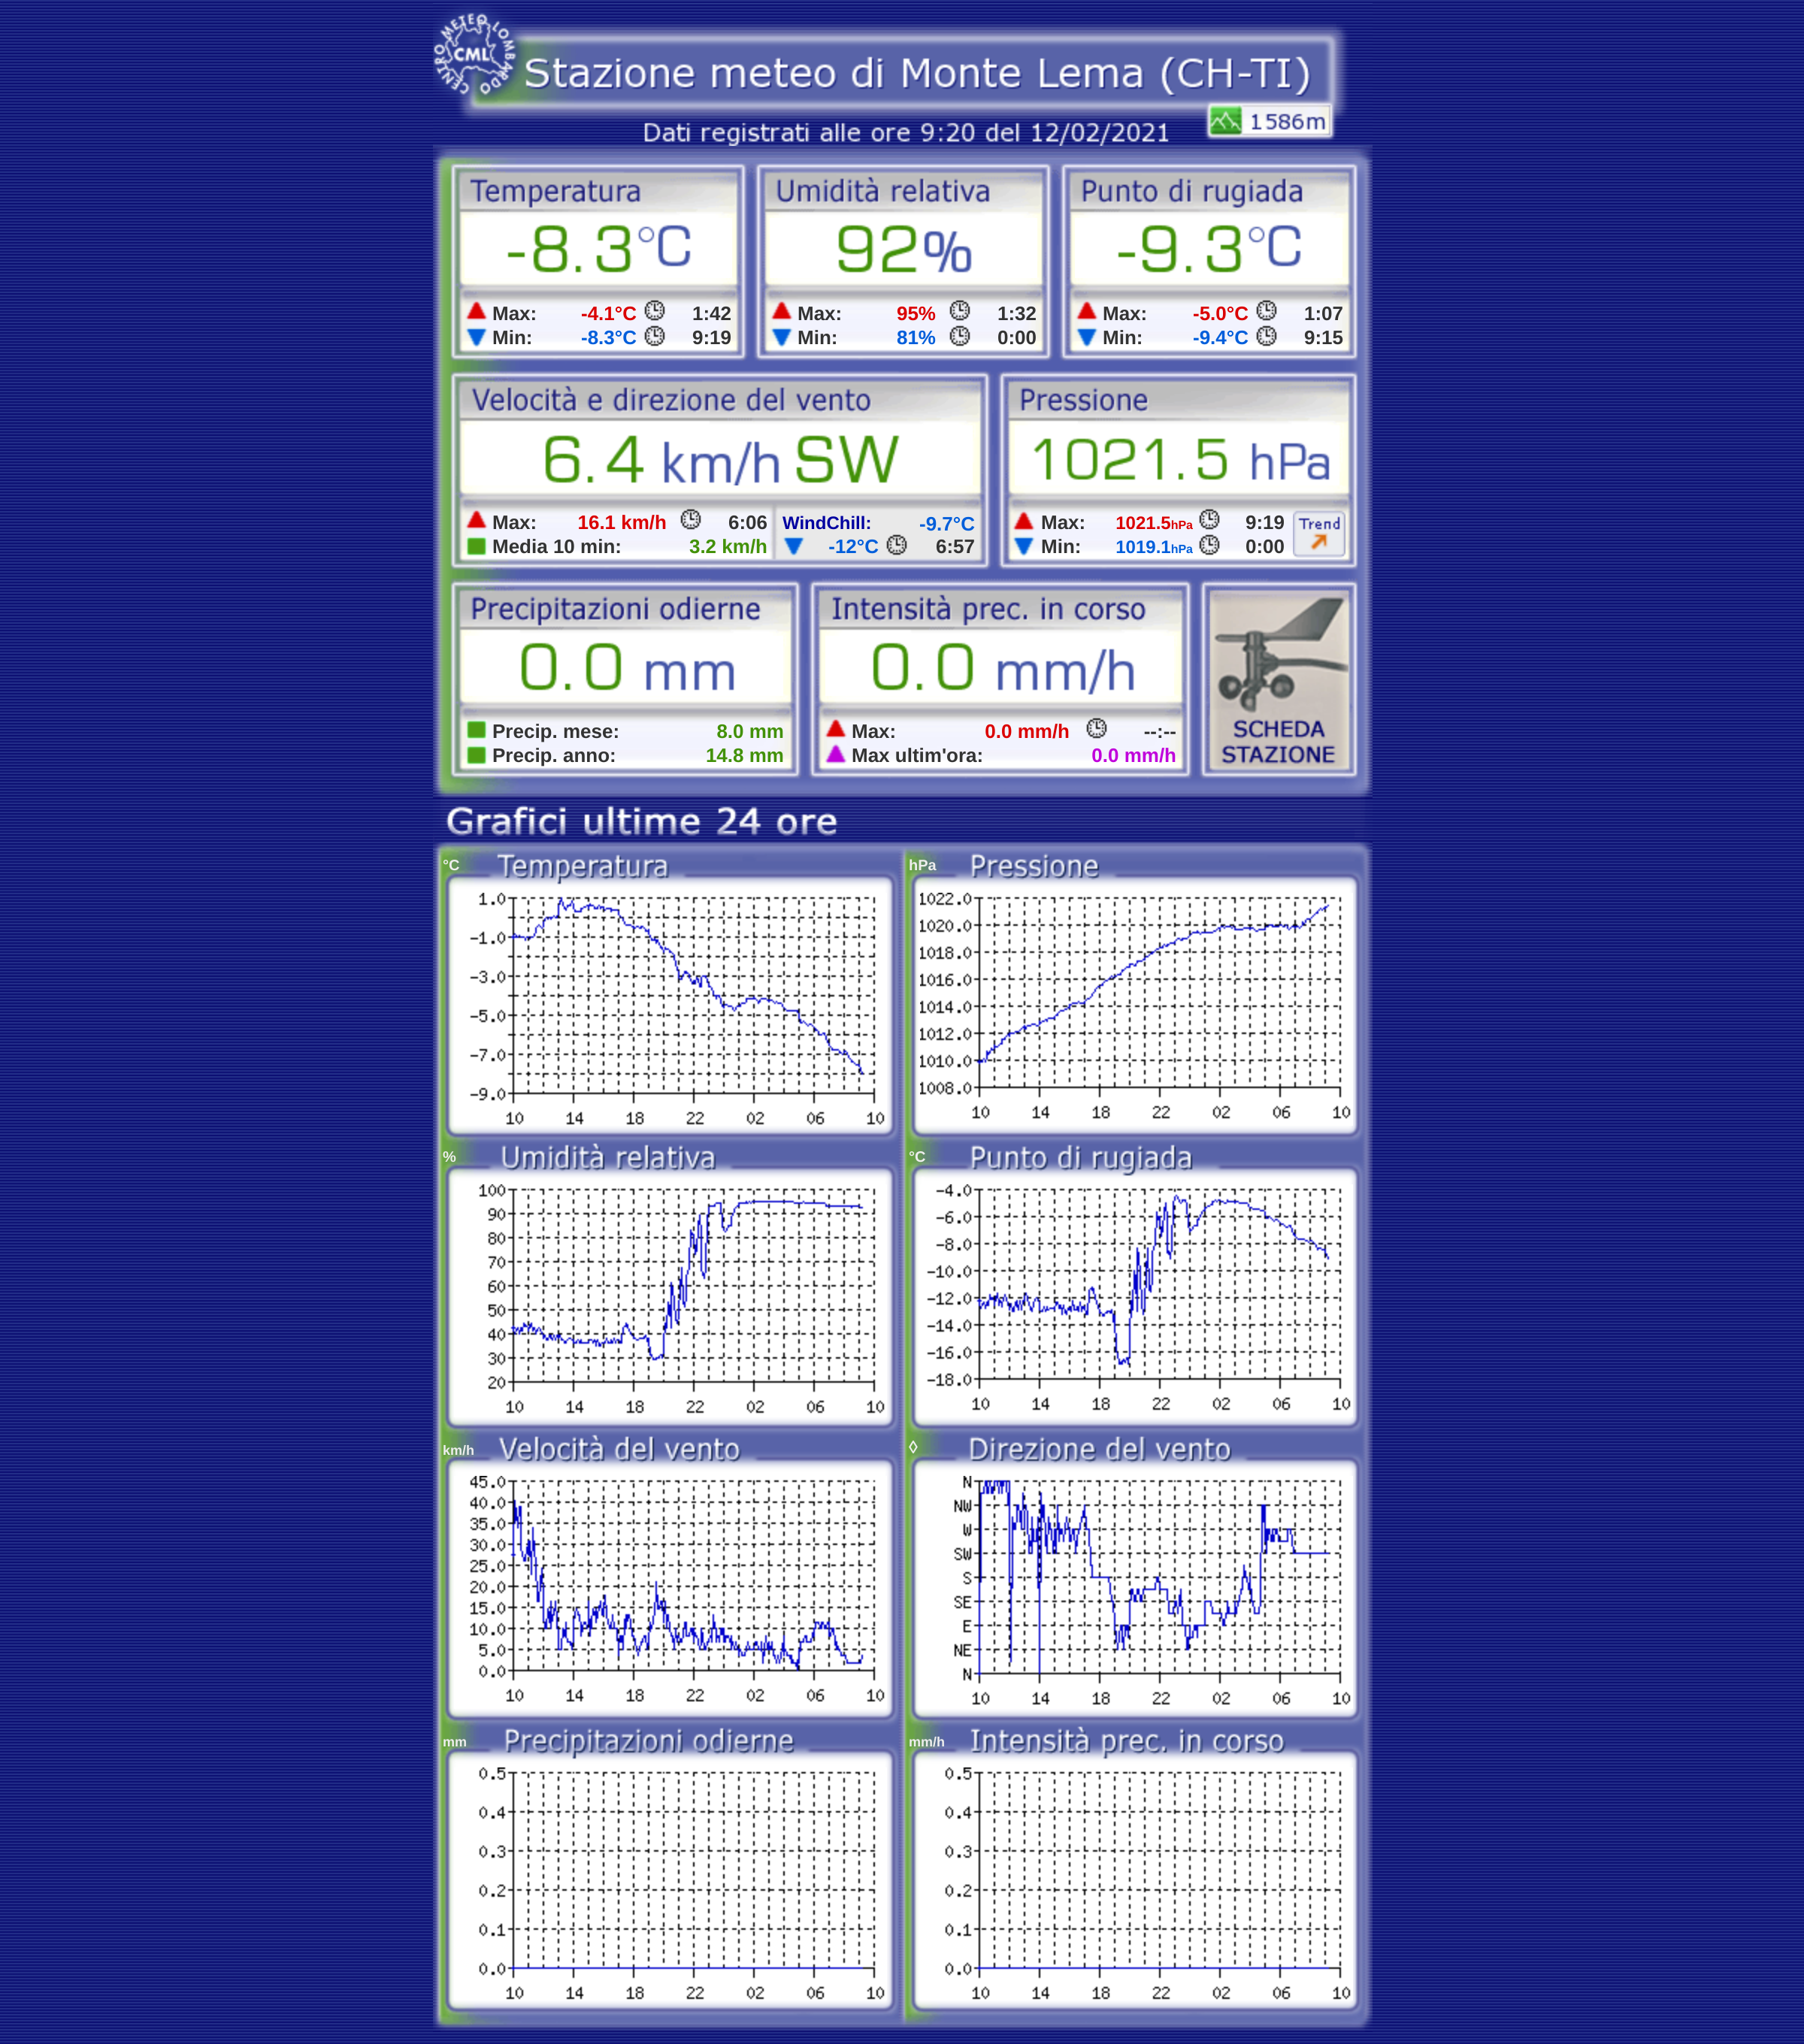 CENTRO METEO LOMBARDO
CML
Stazione meteo di Monte Lema (CH-TI)
1586m
Dati registrati alle ore 9:20 del 12/02/2021
Temperatura
-8.3°C
Max: -4.1°C 1:42
Min: -8.3°C 9:19
Umidità relativa
92%
Max: 95% 1:32
Min: 81% 0:00
Punto di rugiada
-9.3°C
Max: -5.0°C 1:07
Min: -9.4°C 9:15
Velocità e direzione del vento
6.4 km/h SW
Max: 16.1 km/h 6:06
Media 10 min: 3.2 km/h
WindChill: -9.7°C
-12°C 6:57
Pressione
1021.5 hPa
Max: 1021.5hPa 9:19
Min: 1019.1hPa 0:00
Trend
Precipitazioni odierne
0.0 mm
Precip. mese: 8.0 mm
Precip. anno: 14.8 mm
Intensità prec. in corso
0.0 mm/h
Max: 0.0 mm/h --:--
Max ultim'ora: 0.0 mm/h
SCHEDA
STAZIONE
Grafici ultime 24 ore
°C Temperatura
1.0
-1.0
-3.0
-5.0
-7.0
-9.0
10 14 18 22 02 06 10
hPa Pressione
1022.0
1020.0
1018.0
1016.0
1014.0
1012.0
1010.0
1008.0
10 14 18 22 02 06 10
% Umidità relativa
100
90
80
70
60
50
40
30
20
10 14 18 22 02 06 10
°C Punto di rugiada
-4.0
-6.0
-8.0
-10.0
-12.0
-14.0
-16.0
-18.0
10 14 18 22 02 06 10
km/h Velocità del vento
45.0
40.0
35.0
30.0
25.0
20.0
15.0
10.0
5.0
0.0
10 14 18 22 02 06 10
◊ Direzione del vento
N
NW
W
SW
S
SE
E
NE
N
10 14 18 22 02 06 10
mm Precipitazioni odierne
0.5
0.4
0.3
0.2
0.1
0.0
10 14 18 22 02 06 10
mm/h Intensità prec. in corso
0.5
0.4
0.3
0.2
0.1
0.0
10 14 18 22 02 06 10